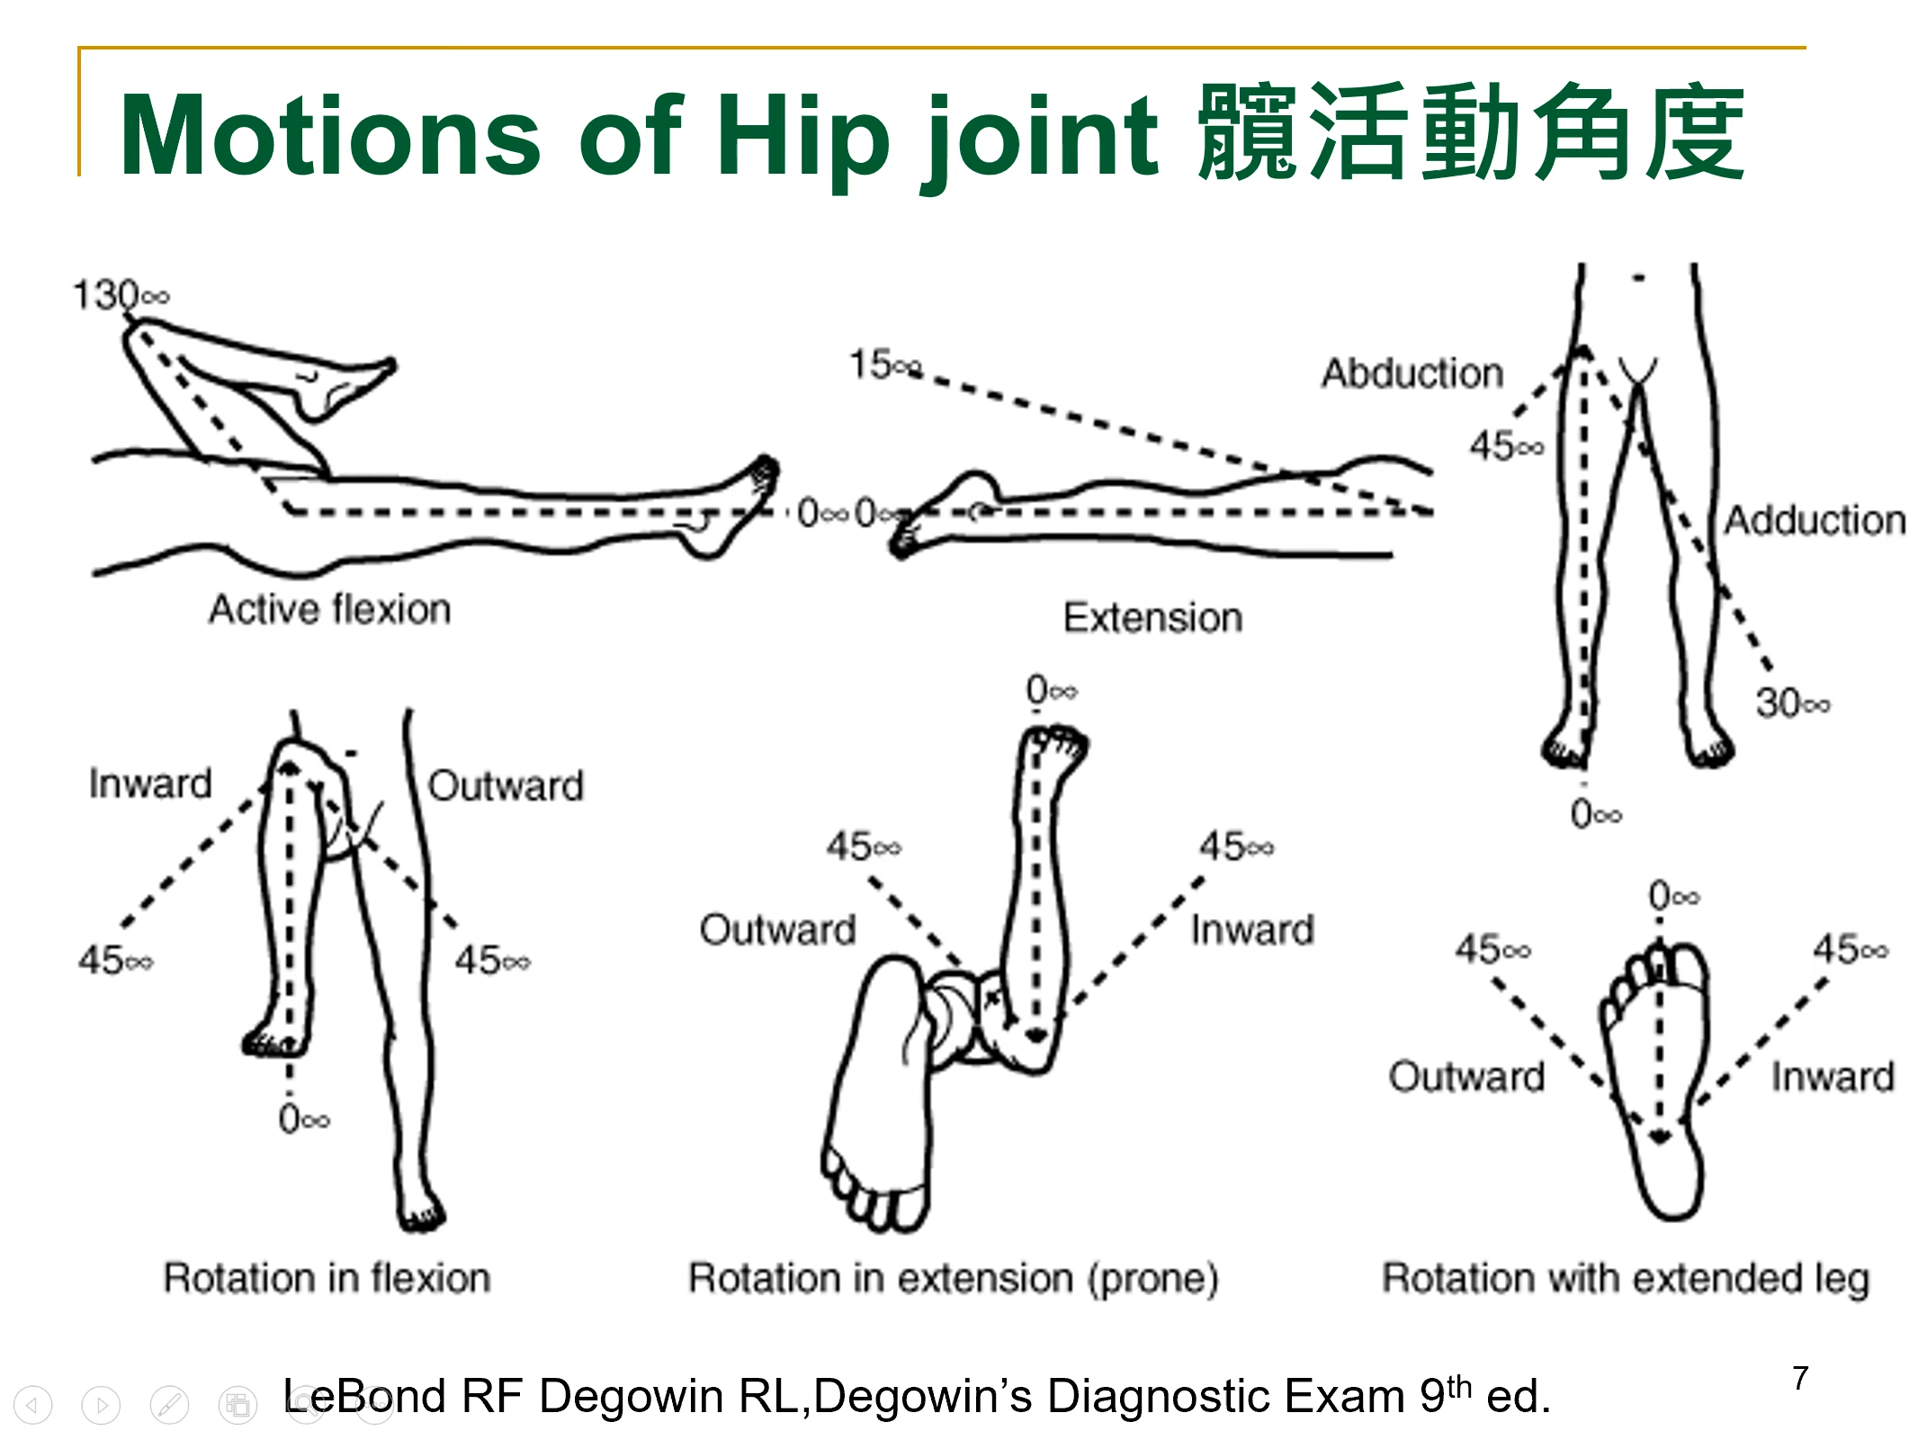 Motions of Hip joint 髖活動角度
130∞
15∞
Abduction
45∞
0∞
0∞
Adduction
Active flexion
Extension
30∞
0∞
0∞
Inward
Outward
45∞
45∞
0∞
45∞
45∞
Outward
Inward
0∞
45∞
45∞
Outward
Inward
Rotation in flexion
Rotation in extension (prone)
Rotation with extended leg
LeBond RF Degowin RL,Degowin’s Diagnostic Exam 9th ed.
7